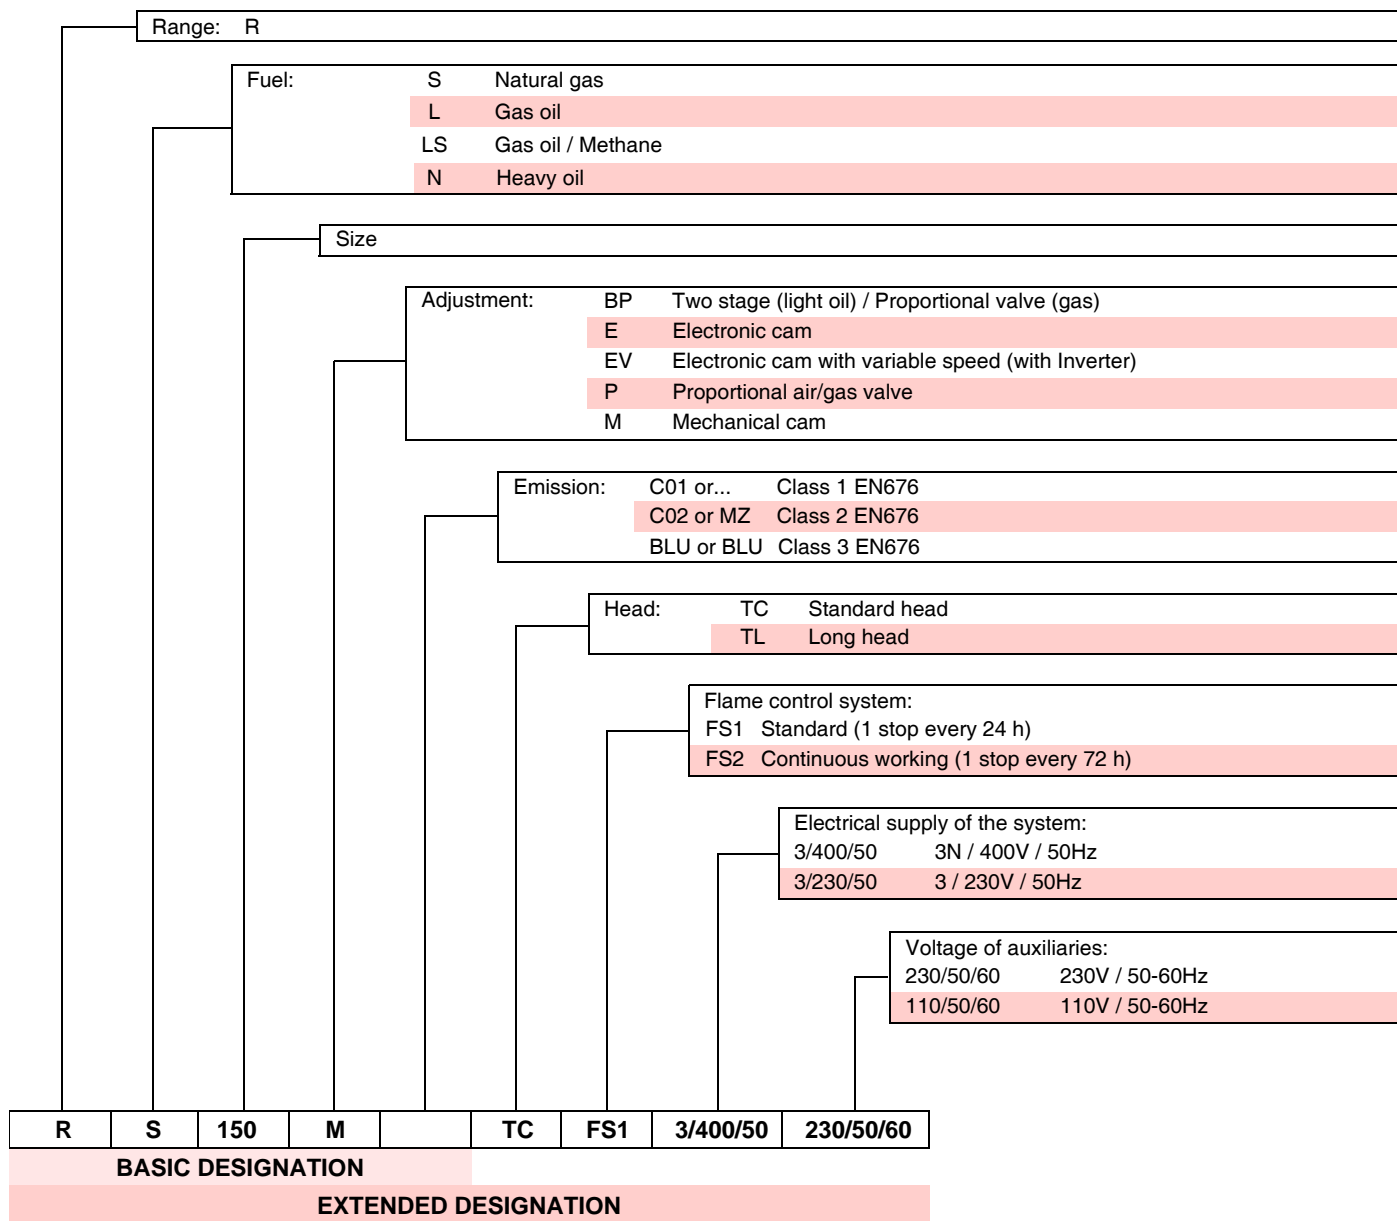 Range: R
Fuel: S Natural gas
L Gas oil
LS Gas oil / Methane
N Heavy oil
Size
Adjustment: BP Two stage (light oil) / Proportional valve (gas)
E Electronic cam
EV Electronic cam with variable speed (with Inverter)
P Proportional air/gas valve
M Mechanical cam
Emission: C01 or... Class 1 EN676
C02 or MZ Class 2 EN676
BLU or BLU Class 3 EN676
Head: TC Standard head
TL Long head
Flame control system:
FS1 Standard (1 stop every 24 h)
FS2 Continuous working (1 stop every 72 h)
Electrical supply of the system:
3/400/50 3N / 400V / 50Hz
3/230/50 3 / 230V / 50Hz
Voltage of auxiliaries:
230/50/60 230V / 50-60Hz
110/50/60 110V / 50-60Hz
R S 150 M TC FS1 3/400/50 230/50/60
BASIC DESIGNATION
EXTENDED DESIGNATION